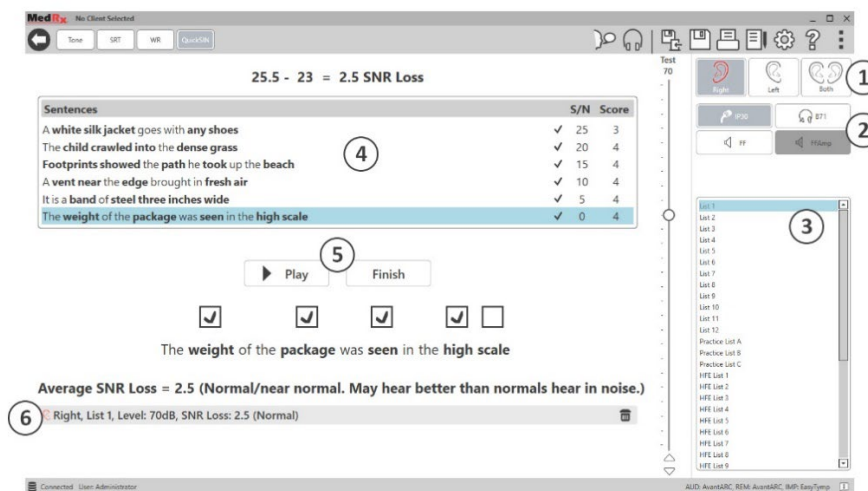 MedRx No Client Selected
Tone SRT WR QuickSIN
Test
70
25.5 - 23 = 2.5 SNR Loss
Right Left Both
1
IP30 B71
2
FF FFAmp
Sentences S/N Score
A white silk jacket goes with any shoes ✓ 25 3
The child crawled into the dense grass ✓ 20 4
Footprints showed the path he took up the beach ✓ 15 4
A vent near the edge brought in fresh air ✓ 10 4
It is a band of steel three inches wide ✓ 5 4
The weight of the package was seen in the high scale ✓ 0 4
4
5
Play Finish
The weight of the package was seen in the high scale
Average SNR Loss = 2.5 (Normal/near normal. May hear better than normals hear in noise.)
6
Right, List 1, Level: 70dB, SNR Loss: 2.5 (Normal)
3
List 1
List 2
List 3
List 4
List 5
List 6
List 7
List 8
List 9
List 10
List 11
List 12
Practice List A
Practice List B
Practice List C
HFE List 1
HFE List 2
HFE List 3
HFE List 4
HFE List 5
HFE List 6
HFE List 7
HFE List 8
HFE List 9
Connected User: Administrator
AUD: AvantARC, REM: AvantARC, IMP: EasyTymp